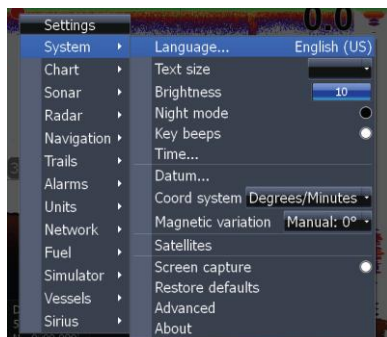 0.0
Settings
System
Chart
Sonar
Radar
Navigation
Trails
Alarms
Units
Network
Fuel
Simulator
Vessels
Sirius
Language... English (US)
Text size
Brightness 10
Night mode
Key beeps
Time...
Datum...
Coord system Degrees/Minutes
Magnetic variation Manual: 0°
Satellites
Screen capture
Restore defaults
Advanced
About